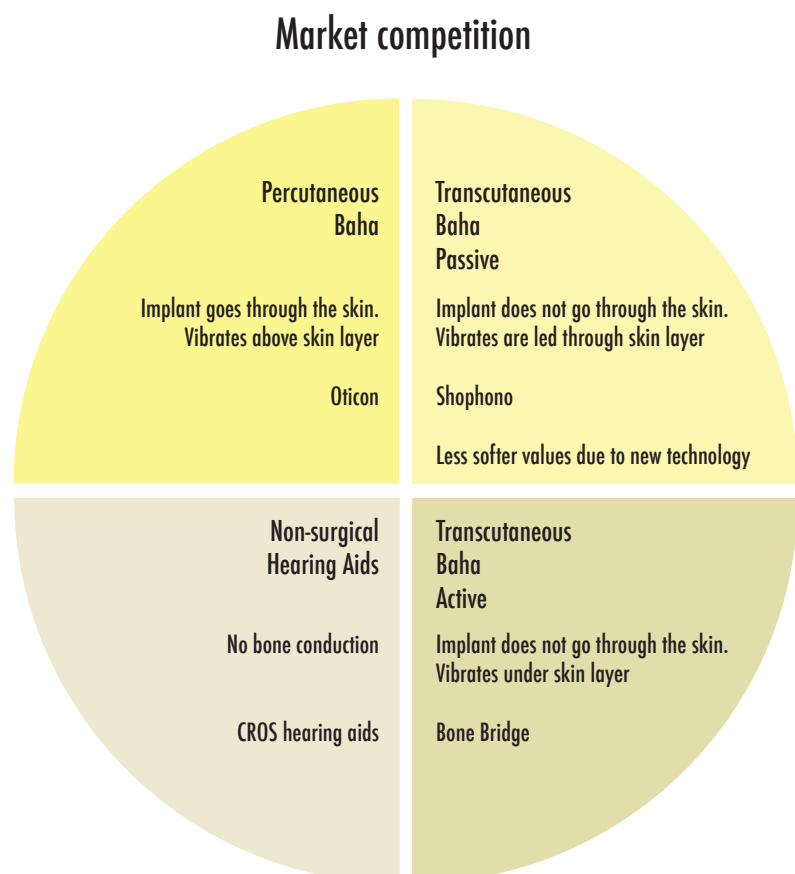 Market competition
Percutaneous
Baha
Implant goes through the skin.
Vibrates above skin layer
Oticon
Transcutaneous
Baha
Passive
Implant does not go through the skin.
Vibrates are led through skin layer
Shophono
Less softer values due to new technology
Non-surgical
Hearing Aids
No bone conduction
CROS hearing aids
Transcutaneous
Baha
Active
Implant does not go through the skin.
Vibrates under skin layer
Bone Bridge